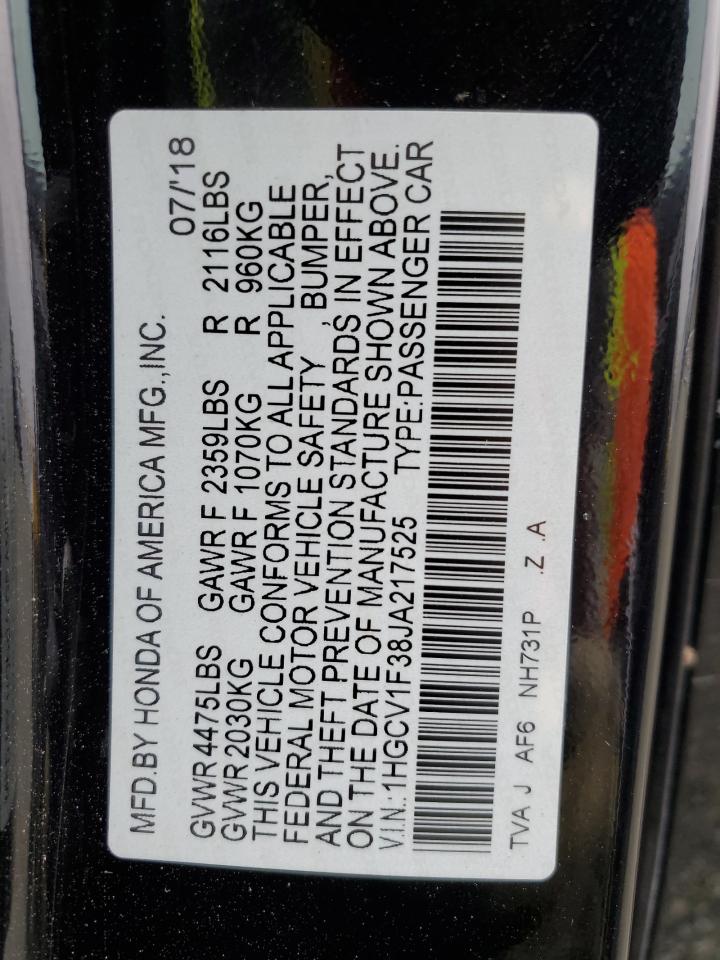 MFD.BY HONDA OF AMERICA MFG.,INC. 07/'18
GVWR 4475LBS GAWR F 2359LBS R 2116LBS
GVWR 2030KG GAWR F 1070KG R 960KG
THIS VEHICLE CONFORMS TO ALL APPLICABLE
FEDERAL MOTOR VEHICLE SAFETY , BUMPER,
AND THEFT PREVENTION STANDARDS IN EFFECT
ON THE DATE OF MANUFACTURE SHOWN ABOVE.
V.I.N.: 1HGCV1F38JA217525 TYPE:PASSENGER CAR
TVA J AF6 NH731P .Z .A